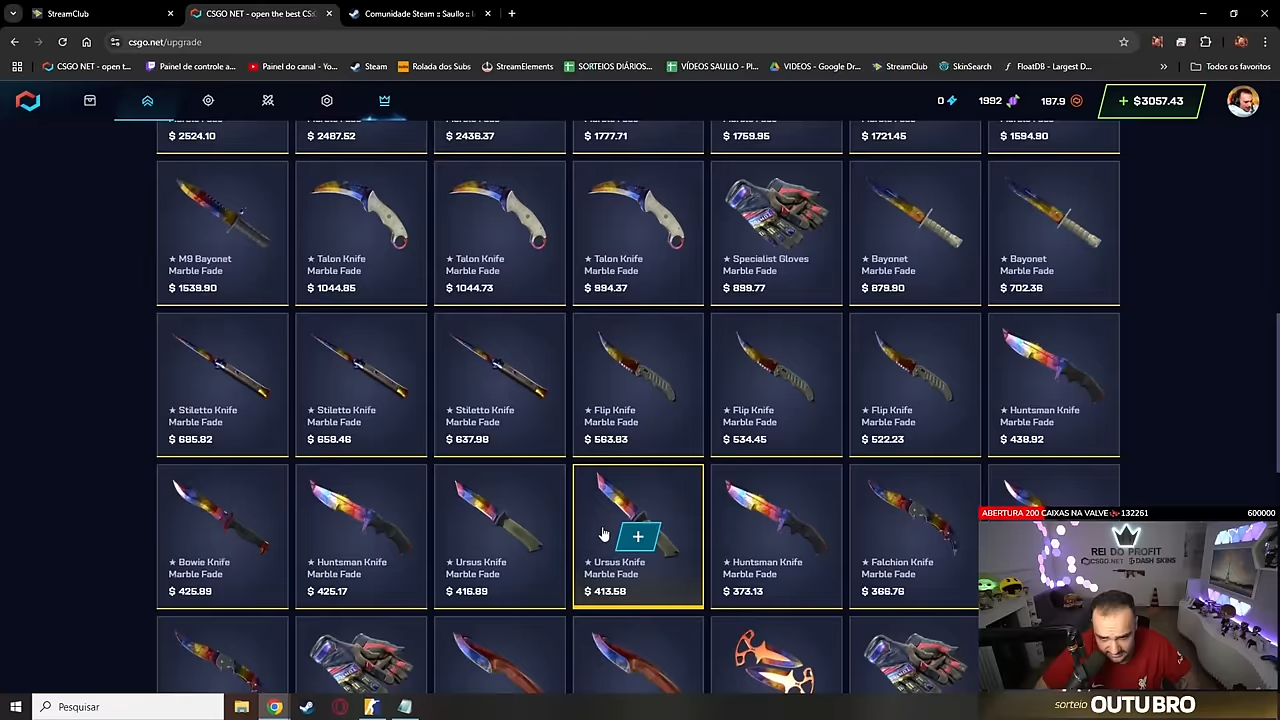 StreamClub
CSGO NET - open the best CS:
Comunidade Steam :: Saullo ::
csgo.net/upgrade
CSGO NET - open t...
Painel de controle a...
Painel do canal - Yo...
Steam
Rolada dos Subs
StreamElements
SORTEIOS DIÁRIOS...
VÍDEOS SAULLO - Pl...
VIDEOS - Google Dr...
StreamClub
SkinSearch
FloatDB - Largest D...
Todos os favoritos
0
1992
187.9
+ $3057.43
$ 2524.10
$ 2487.52
$ 2436.37
$ 1777.71
$ 1759.95
$ 1721.45
$ 1594.90
★ M9 Bayonet
Marble Fade
$ 1539.90
★ Talon Knife
Marble Fade
$ 1044.85
★ Talon Knife
Marble Fade
$ 1044.73
★ Talon Knife
Marble Fade
$ 994.37
★ Specialist Gloves
Marble Fade
$ 899.77
★ Bayonet
Marble Fade
$ 879.90
★ Bayonet
Marble Fade
$ 702.36
★ Stiletto Knife
Marble Fade
$ 685.82
★ Stiletto Knife
Marble Fade
$ 658.46
★ Stiletto Knife
Marble Fade
$ 637.98
★ Flip Knife
Marble Fade
$ 563.83
★ Flip Knife
Marble Fade
$ 534.45
★ Flip Knife
Marble Fade
$ 522.23
★ Huntsman Knife
Marble Fade
$ 438.92
★ Bowie Knife
Marble Fade
$ 425.89
★ Huntsman Knife
Marble Fade
$ 425.17
★ Ursus Knife
Marble Fade
$ 416.89
★ Ursus Knife
Marble Fade
$ 413.58
★ Huntsman Knife
Marble Fade
$ 373.13
★ Falchion Knife
Marble Fade
$ 366.76
ABERTURA 200 CAIXAS NA VALVE 132261
600000
REI DO PROFIT
CSGO.NET DASH SKINS
sorteio OUTUBRO
Pesquisar